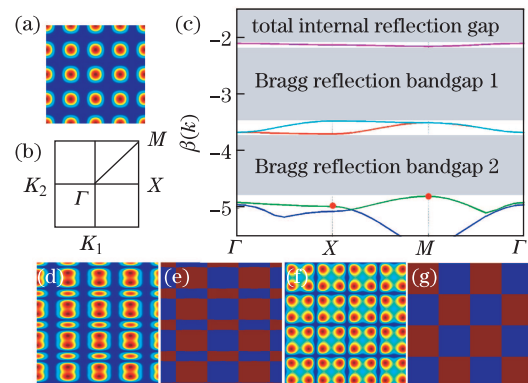 (a)
(c)
total internal reflection gap
−2
Bragg reflection bandgap 1
−3
β(k)
−4
Bragg reflection bandgap 2
−5
Γ X M Γ
(b)
M
K₂ Γ X
K₁
(d) (e) (f) (g)